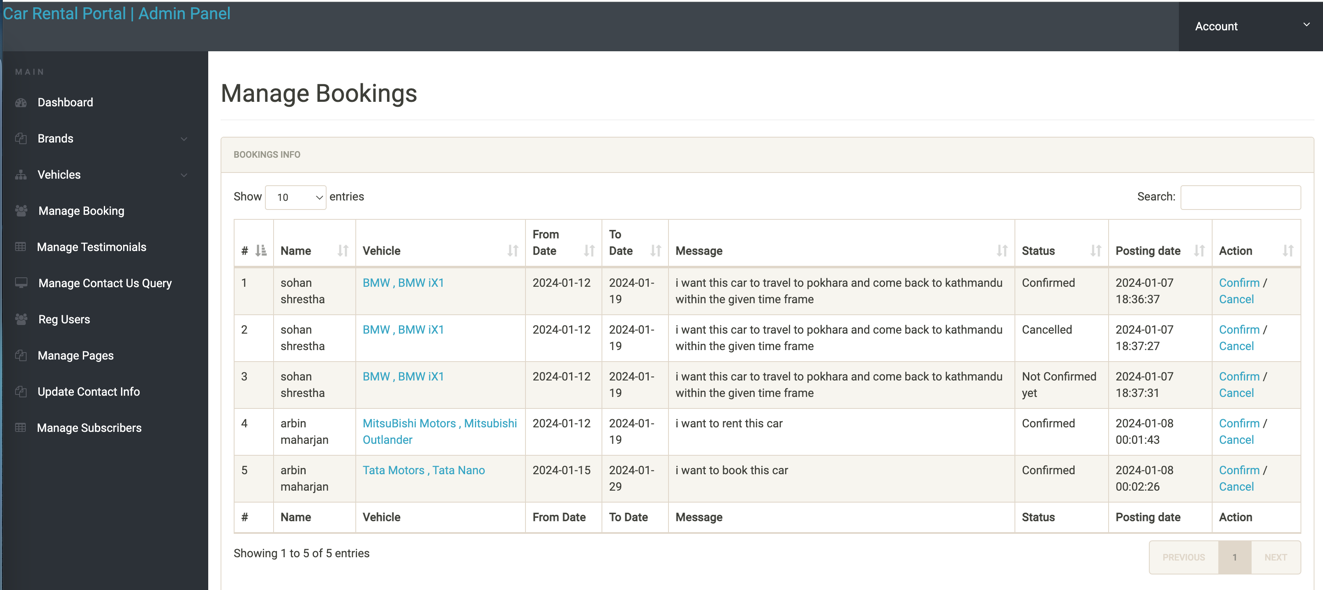 Car Rental Portal | Admin Panel
Account
MAIN
Dashboard
Brands
Vehicles
Manage Booking
Manage Testimonials
Manage Contact Us Query
Reg Users
Manage Pages
Update Contact Info
Manage Subscribers
Manage Bookings
BOOKINGS INFO
Show 10 entries
Search:
# Name Vehicle From Date To Date Message Status Posting date Action
1 sohan shrestha BMW , BMW iX1 2024-01-12 2024-01-19 i want this car to travel to pokhara and come back to kathmandu within the given time frame Confirmed 2024-01-07 18:36:37 Confirm / Cancel
2 sohan shrestha BMW , BMW iX1 2024-01-12 2024-01-19 i want this car to travel to pokhara and come back to kathmandu within the given time frame Cancelled 2024-01-07 18:37:27 Confirm / Cancel
3 sohan shrestha BMW , BMW iX1 2024-01-12 2024-01-19 i want this car to travel to pokhara and come back to kathmandu within the given time frame Not Confirmed yet 2024-01-07 18:37:31 Confirm / Cancel
4 arbin maharjan MitsuBishi Motors , Mitsubishi Outlander 2024-01-12 2024-01-19 i want to rent this car Confirmed 2024-01-08 00:01:43 Confirm / Cancel
5 arbin maharjan Tata Motors , Tata Nano 2024-01-15 2024-01-29 i want to book this car Confirmed 2024-01-08 00:02:26 Confirm / Cancel
# Name Vehicle From Date To Date Message Status Posting date Action
Showing 1 to 5 of 5 entries
PREVIOUS 1 NEXT